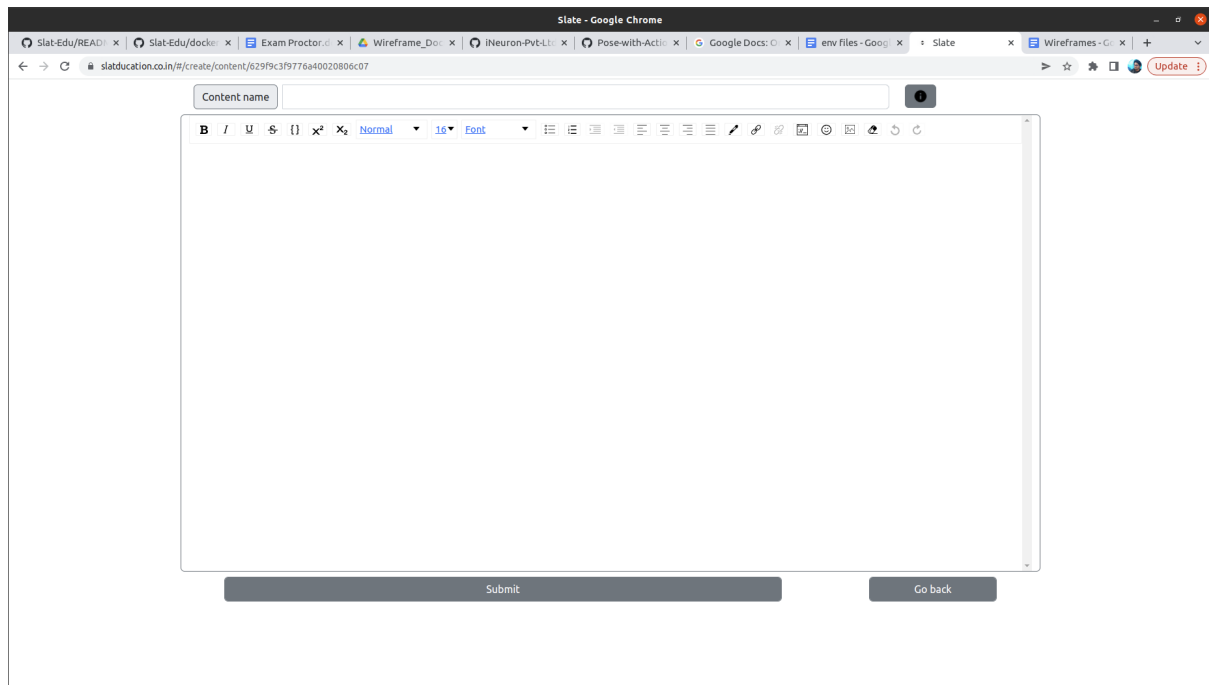 Slate - Google Chrome
Slat-Edu/READ
Slat-Edu/docker
Exam Proctor.d
Wireframe_Doc
iNeuron-Pvt-Ltd
Pose-with-Actio
Google Docs: O
env files - Googl
Slate
Wireframes - Go
slatducation.co.in/#/create/content/629f9c3f9776a40020806c07
Update
Content name
B I U S {} x² X₂ Normal 16 Font
Submit
Go back